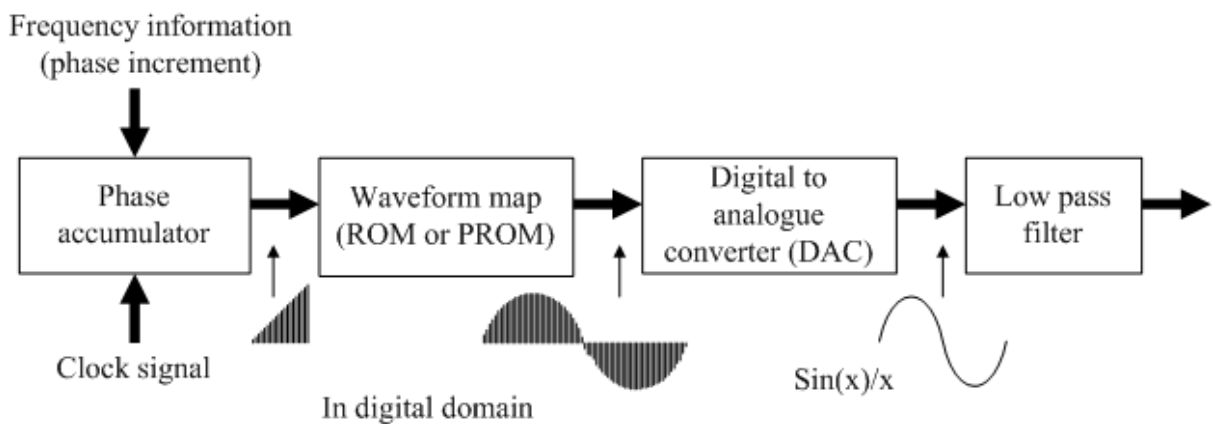 Frequency information
(phase increment)
Phase
accumulator
Waveform map
(ROM or PROM)
Digital to
analogue
converter (DAC)
Low pass
filter
Clock signal
Sin(x)/x
In digital domain